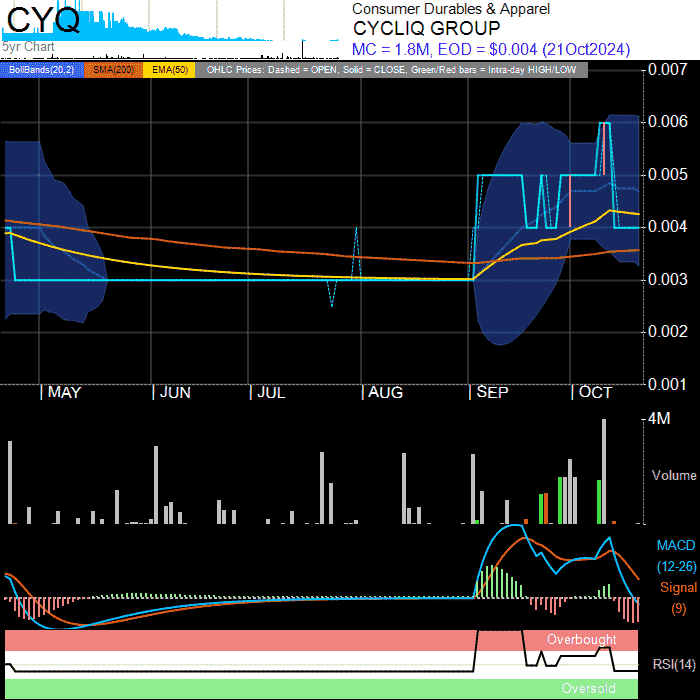 CYQ
5yr Chart
Consumer Durables & Apparel
CYCLIQ GROUP
MC = 1.8M, EOD = $0.004 (21Oct2024)
BollBands(20,2) SMA(200) EMA(50) OHLC Prices: Dashed = OPEN, Solid = CLOSE, Green/Red bars = Intra-day HIGH/LOW
0.007
0.006
0.005
0.004
0.003
0.002
0.001
MAY JUN JUL AUG SEP OCT
4M
Volume
MACD
(12-26)
Signal
(9)
Overbought
RSI(14)
Oversold